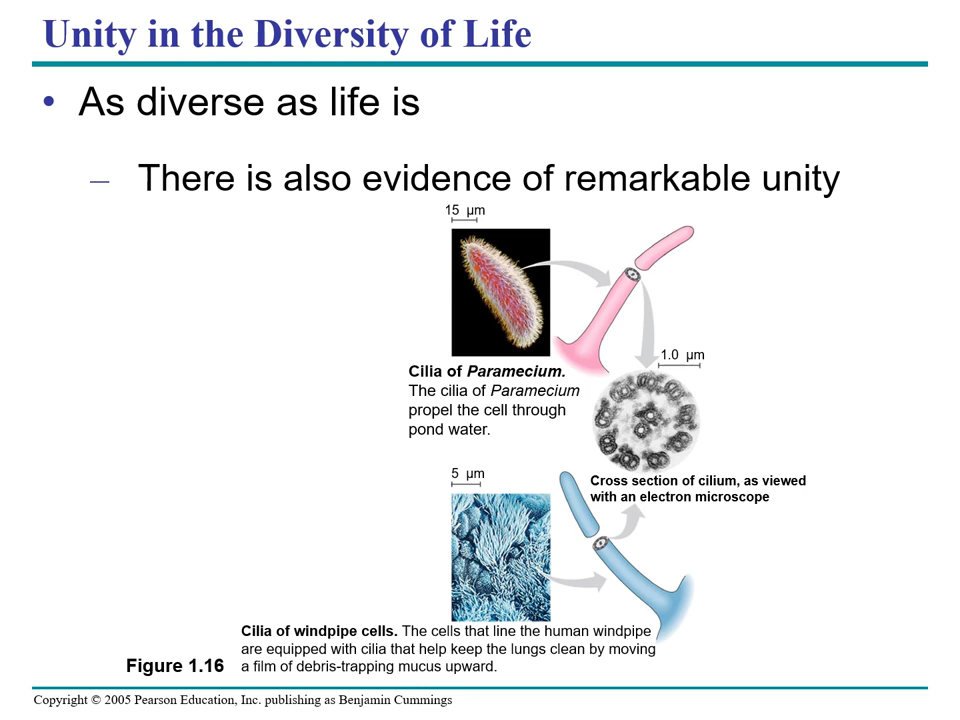 Unity in the Diversity of Life
• As diverse as life is
– There is also evidence of remarkable unity
15 µm
1.0 µm
Cilia of Paramecium.
The cilia of Paramecium
propel the cell through
pond water.
5 µm
Cross section of cilium, as viewed
with an electron microscope
Cilia of windpipe cells. The cells that line the human windpipe
are equipped with cilia that help keep the lungs clean by moving
a film of debris-trapping mucus upward.
Figure 1.16
Copyright © 2005 Pearson Education, Inc. publishing as Benjamin Cummings